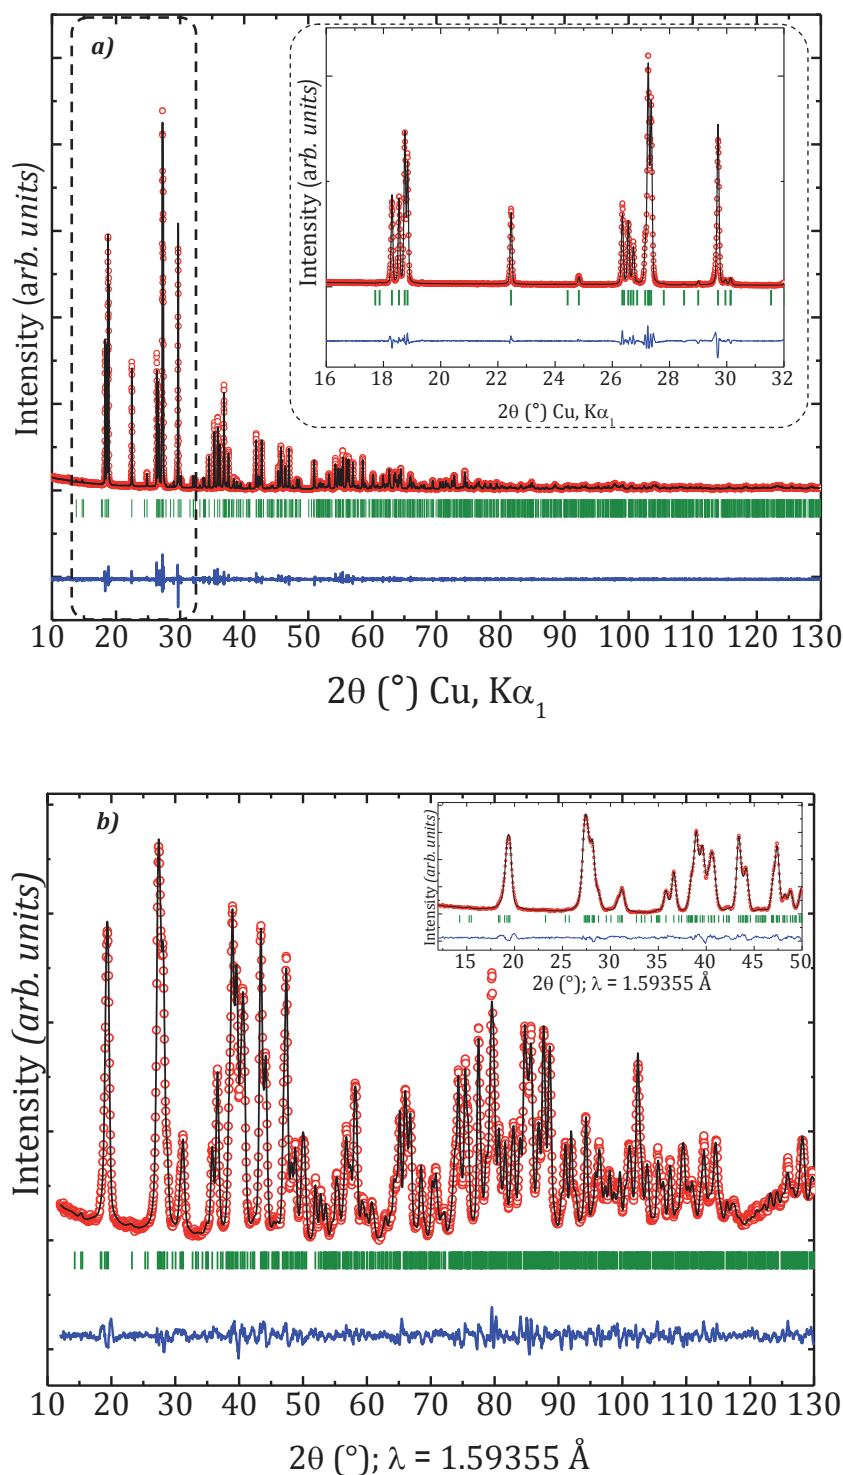 a)
Intensity (arb. units)
Intensity (arb. units)
16 18 20 22 24 26 28 30 32
2θ (°) Cu, Kα₁
10 20 30 40 50 60 70 80 90 100 110 120 130
2θ (°) Cu, Kα₁
b)
Intensity (arb. units)
Intensity (arb. units)
15 20 25 30 35 40 45 50
2θ (°); λ = 1.59355 Å
10 20 30 40 50 60 70 80 90 100 110 120 130
2θ (°); λ = 1.59355 Å